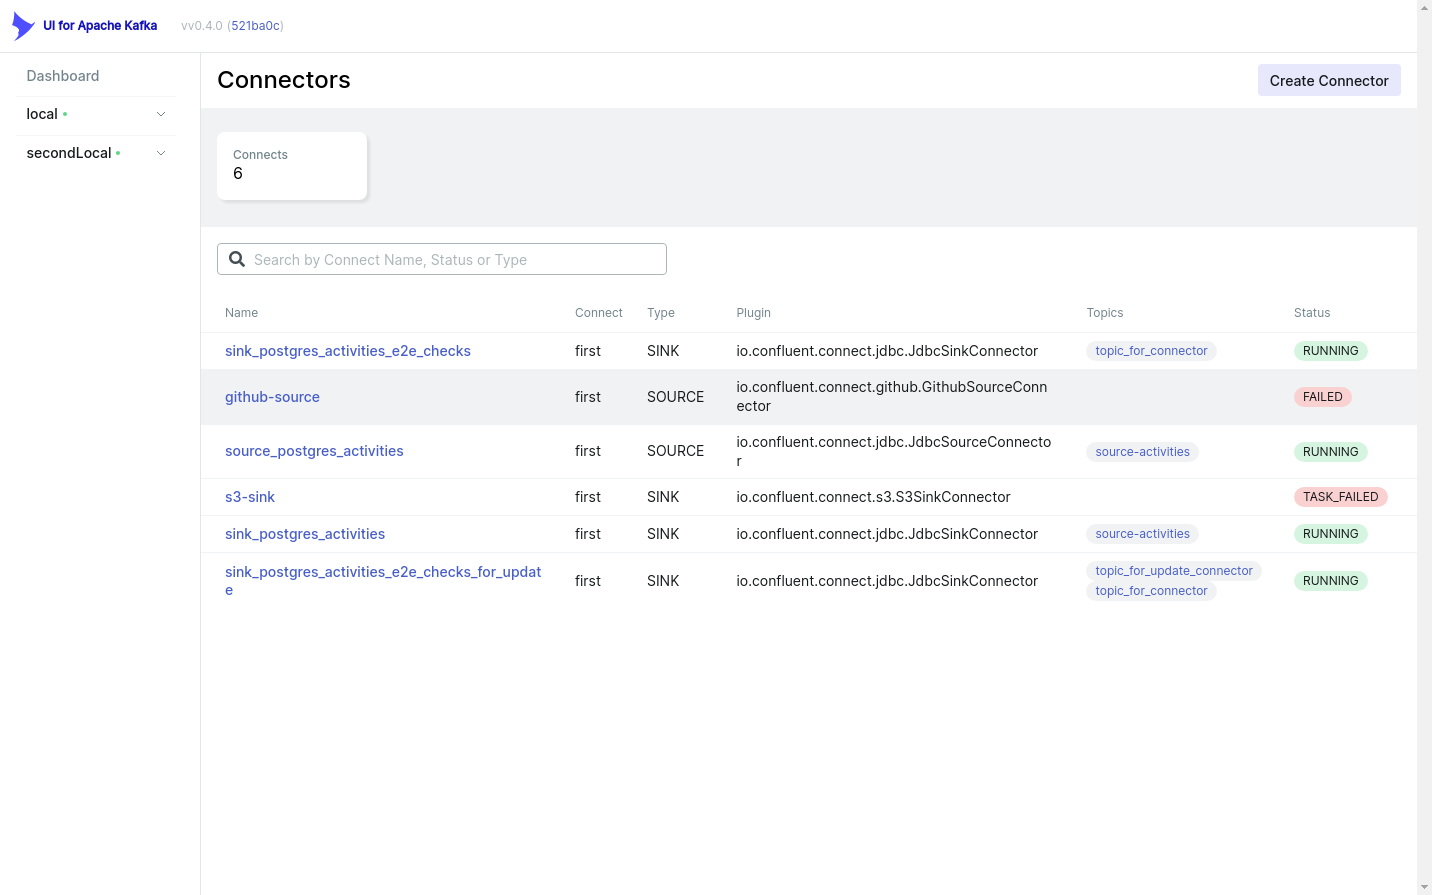 UI for Apache Kafka vv0.4.0 (521ba0c)
Dashboard
local
secondLocal
Connectors
Create Connector
Connects
6
Search by Connect Name, Status or Type
Name Connect Type Plugin Topics Status
sink_postgres_activities_e2e_checks first SINK io.confluent.connect.jdbc.JdbcSinkConnector topic_for_connector RUNNING
github-source first SOURCE io.confluent.connect.github.GithubSourceConn
ector FAILED
source_postgres_activities first SOURCE io.confluent.connect.jdbc.JdbcSourceConnecto
r source-activities RUNNING
s3-sink first SINK io.confluent.connect.s3.S3SinkConnector TASK_FAILED
sink_postgres_activities first SINK io.confluent.connect.jdbc.JdbcSinkConnector source-activities RUNNING
sink_postgres_activities_e2e_checks_for_updat
e first SINK io.confluent.connect.jdbc.JdbcSinkConnector topic_for_update_connector
topic_for_connector RUNNING